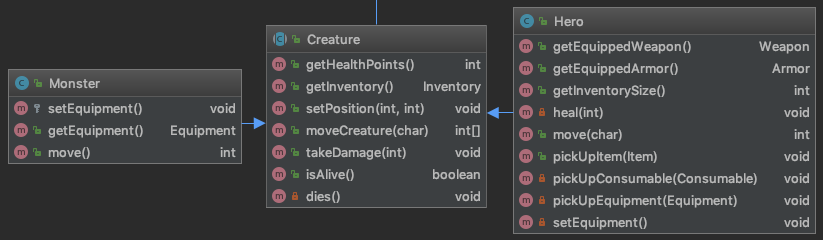 Monster
setEquipment() void
getEquipment() Equipment
move() int
Creature
getHealthPoints() int
getInventory() Inventory
setPosition(int, int) void
moveCreature(char) int[]
takeDamage(int) void
isAlive() boolean
dies() void
Hero
getEquippedWeapon() Weapon
getEquippedArmor() Armor
getInventorySize() int
heal(int) void
move(char) int
pickUpItem(Item) void
pickUpConsumable(Consumable) void
pickUpEquipment(Equipment) void
setEquipment() void